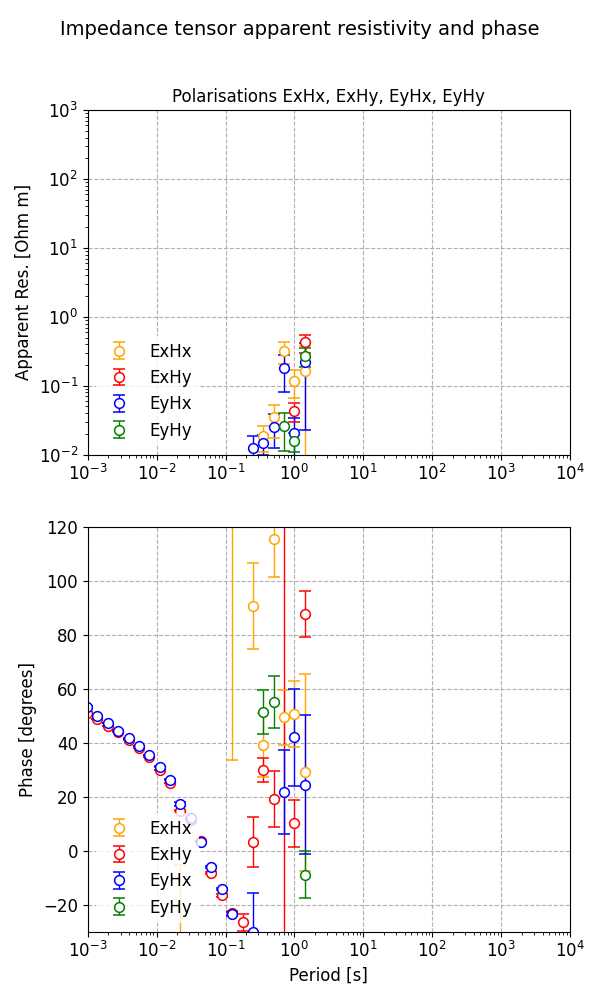 Impedance tensor apparent resistivity and phase
Polarisations ExHx, ExHy, EyHx, EyHy
Apparent Res. [Ohm m]
10³
10²
10¹
10⁰
10⁻¹
10⁻²
ExHx
ExHy
EyHx
EyHy
10⁻³ 10⁻² 10⁻¹ 10⁰ 10¹ 10² 10³ 10⁴
Phase [degrees]
120
100
80
60
40
20
0
−20
ExHx
ExHy
EyHx
EyHy
10⁻³ 10⁻² 10⁻¹ 10⁰ 10¹ 10² 10³ 10⁴
Period [s]